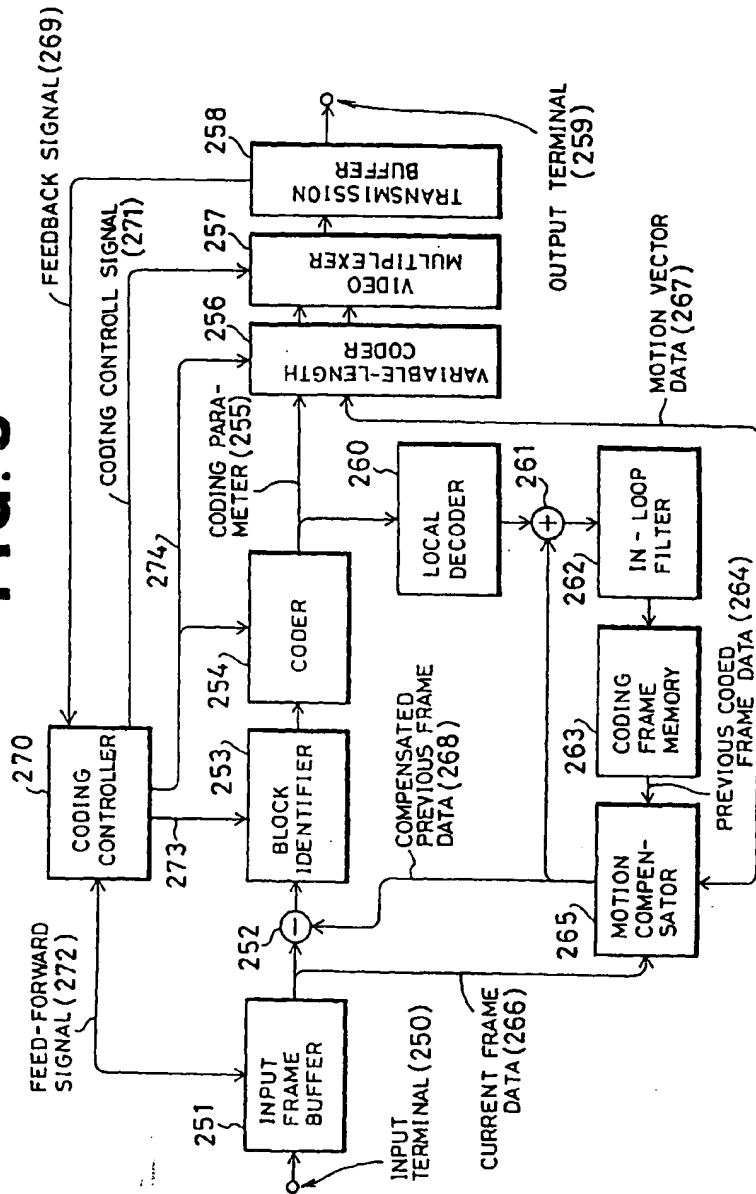 FEEDBACK SIGNAL (269)
CODING CONTROLL SIGNAL
(271)
270
CODING
CONTROLLER
FEED-FORWARD
SIGNAL (272)
273
274
258
TRANSMISSION
BUFFER
257
VIDEO
MULTIPLEXER
256
VARIABLE-LENGTH
CODER
CODING PARA-
METER (255)
254
CODER
253
BLOCK
IDENTIFIER
252
−
251
INPUT
FRAME
BUFFER
INPUT
TERMINAL (250)
OUTPUT TERMINAL
(259)
260
LOCAL
DECODER
261
+
262
IN-LOOP
FILTER
263
CODING
FRAME
MEMORY
265
MOTION
COMPEN-
SATOR
COMPENSATED
PREVIOUS FRAME
DATA (268)
CURRENT FRAME
DATA (266)
PREVIOUS CODED
FRAME DATA (264)
MOTION VECTOR
DATA (267)